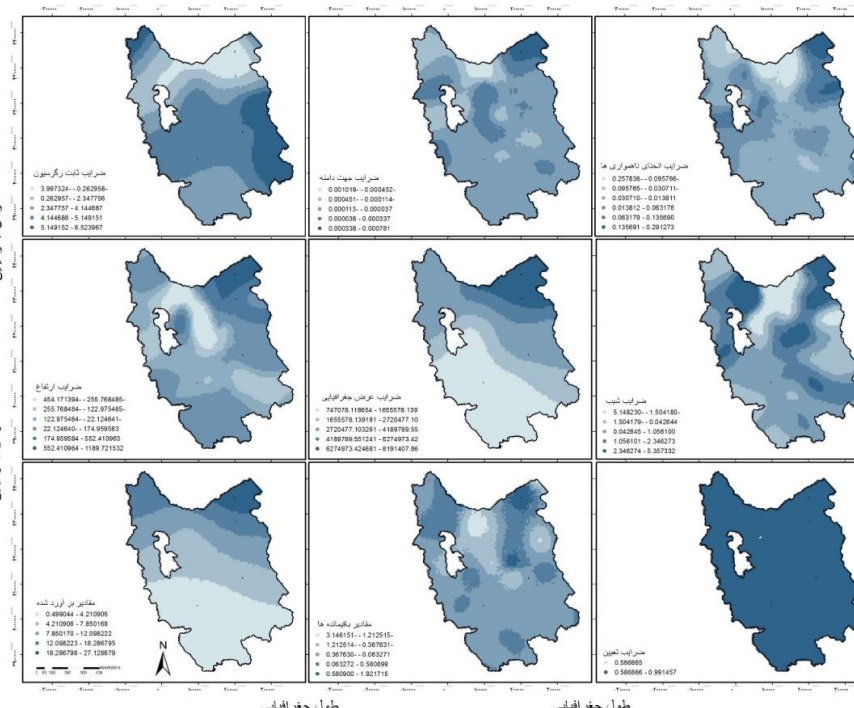 ضرایب ثابت رگرسیون
3.997324- - 0.262958-
0.262957- - 2.347756
2.347757 - 4.144687
4.144688 - 5.149151
5.149152 - 6.523967
ضرایب جهت دامنه
0.001019- - 0.000452-
0.000451- - 0.000114-
0.000113- - 0.000037
0.000038 - 0.000337
0.000338 - 0.000781
ضرایب انحنای ناهمواری ها
0.257836- - 0.095766-
0.095765- - 0.030711-
0.030710- - 0.013811
0.013812 - 0.063178
0.063179 - 0.135690
0.135691 - 0.291273
ضرایب ارتفاع
454.171394- - 255.768485-
255.768484- - 122.975465-
122.975464- - 22.124641-
22.124640- - 174.959583
174.959584 - 552.410963
552.410964 - 1189.721532
ضرایب عرض جغرافیایی
747078.118654 - 1655578.139
1655578.139181 - 2720477.10
2720477.103261 - 4189789.55
4189789.551241 - 6274973.42
6274973.424681 - 8191407.86
ضرایب شیب
5.148230- - 1.504180-
1.504179- - 0.042644
0.042645 - 1.056100
1.056101 - 2.346273
2.346274 - 5.357332
مقادیر بر آورد شده
0.499044 - 4.210905
4.210906 - 7.850169
7.850170 - 12.098222
12.098223 - 18.286795
18.286796 - 27.128679
N
مقادیر باقیمانده ها
3.146151- - 1.212515-
1.212514- - 0.367631-
0.367630- - 0.063271
0.063272 - 0.580899
0.580900 - 1.821715
ضرایب تعیین
0.586865
0.586866 - 0.991457
طول جغرافیایی
طول جغرافیایی